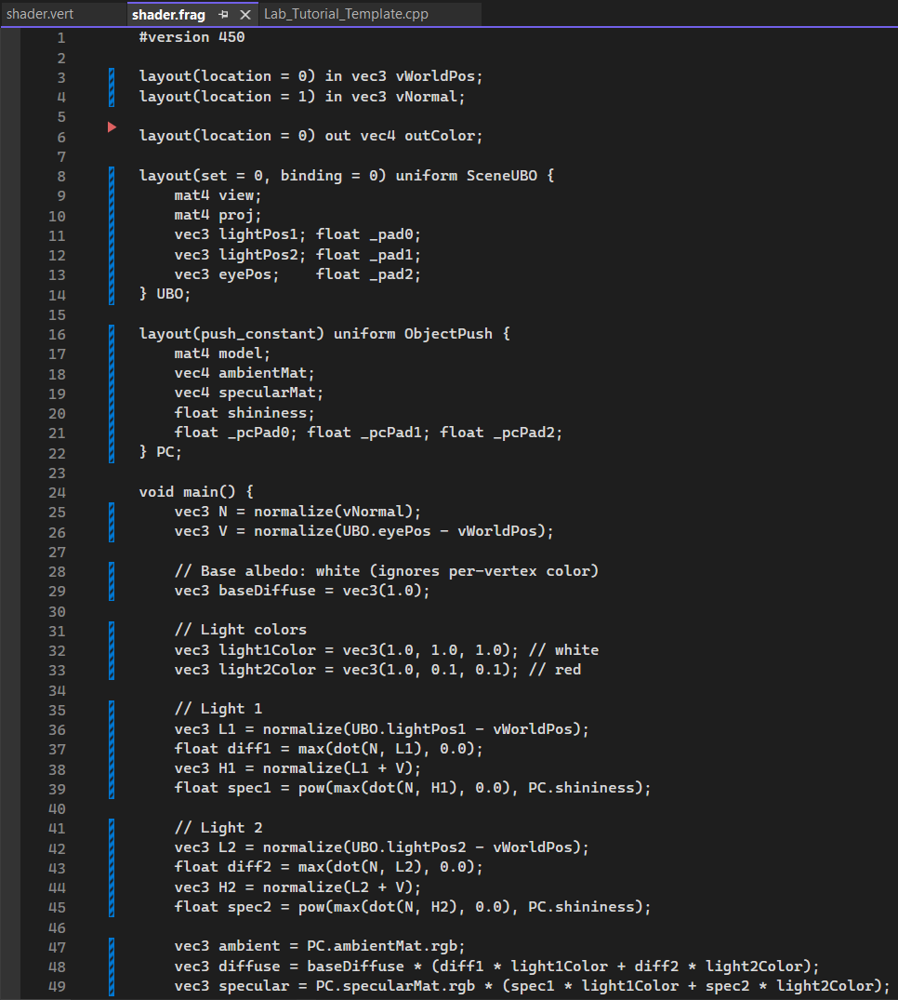 shader.vert shader.frag Lab_Tutorial_Template.cpp
1 #version 450
2
3 layout(location = 0) in vec3 vWorldPos;
4 layout(location = 1) in vec3 vNormal;
5
6 layout(location = 0) out vec4 outColor;
7
8 layout(set = 0, binding = 0) uniform SceneUBO {
9     mat4 view;
10     mat4 proj;
11     vec3 lightPos1; float _pad0;
12     vec3 lightPos2; float _pad1;
13     vec3 eyePos;    float _pad2;
14 } UBO;
15
16 layout(push_constant) uniform ObjectPush {
17     mat4 model;
18     vec4 ambientMat;
19     vec4 specularMat;
20     float shininess;
21     float _pcPad0; float _pcPad1; float _pcPad2;
22 } PC;
23
24 void main() {
25     vec3 N = normalize(vNormal);
26     vec3 V = normalize(UBO.eyePos - vWorldPos);
27
28     // Base albedo: white (ignores per-vertex color)
29     vec3 baseDiffuse = vec3(1.0);
30
31     // Light colors
32     vec3 light1Color = vec3(1.0, 1.0, 1.0); // white
33     vec3 light2Color = vec3(1.0, 0.1, 0.1); // red
34
35     // Light 1
36     vec3 L1 = normalize(UBO.lightPos1 - vWorldPos);
37     float diff1 = max(dot(N, L1), 0.0);
38     vec3 H1 = normalize(L1 + V);
39     float spec1 = pow(max(dot(N, H1), 0.0), PC.shininess);
40
41     // Light 2
42     vec3 L2 = normalize(UBO.lightPos2 - vWorldPos);
43     float diff2 = max(dot(N, L2), 0.0);
44     vec3 H2 = normalize(L2 + V);
45     float spec2 = pow(max(dot(N, H2), 0.0), PC.shininess);
46
47     vec3 ambient = PC.ambientMat.rgb;
48     vec3 diffuse = baseDiffuse * (diff1 * light1Color + diff2 * light2Color);
49     vec3 specular = PC.specularMat.rgb * (spec1 * light1Color + spec2 * light2Color);